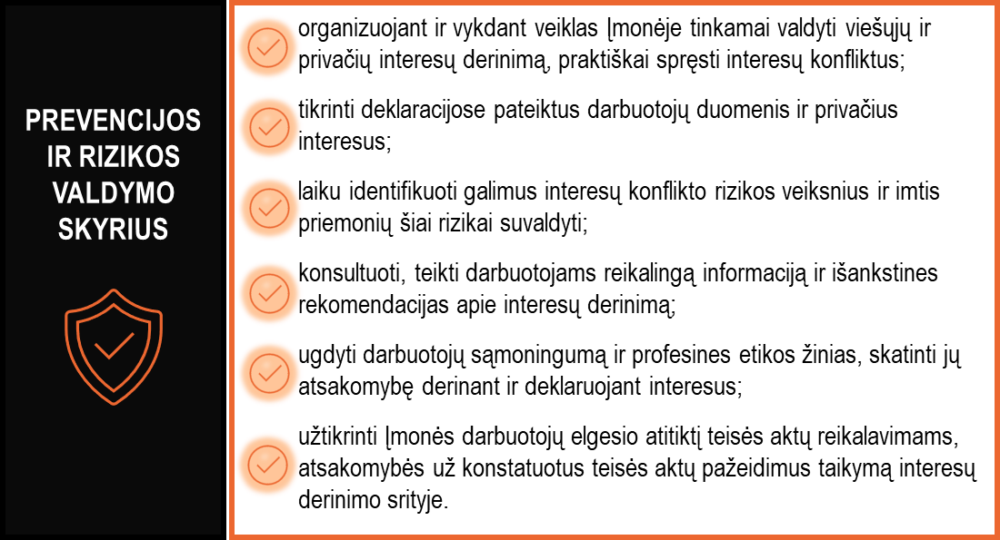 PREVENCIJOS
IR RIZIKOS
VALDYMO
SKYRIUS
organizuojant ir vykdant veiklas Įmonėje tinkamai valdyti viešųjų ir
privačių interesų derinimą, praktiškai spręsti interesų konfliktus;
tikrinti deklaracijose pateiktus darbuotojų duomenis ir privačius
interesus;
laiku identifikuoti galimus interesų konflikto rizikos veiksnius ir imtis
priemonių šiai rizikai suvaldyti;
konsultuoti, teikti darbuotojams reikalingą informaciją ir išankstines
rekomendacijas apie interesų derinimą;
ugdyti darbuotojų sąmoningumą ir profesines etikos žinias, skatinti jų
atsakomybę derinant ir deklaruojant interesus;
užtikrinti Įmonės darbuotojų elgesio atitiktį teisės aktų reikalavimams,
atsakomybės už konstatuotus teisės aktų pažeidimus taikymą interesų
derinimo srityje.